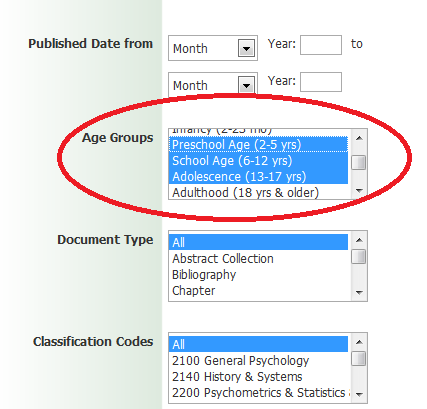 Published Date from Month Year: to
Month Year:
Age Groups
Infancy (2-23 mo)
Preschool Age (2-5 yrs)
School Age (6-12 yrs)
Adolescence (13-17 yrs)
Adulthood (18 yrs & older)
Document Type
All
Abstract Collection
Bibliography
Chapter
Classification Codes
All
2100 General Psychology
2140 History & Systems
2200 Psychometrics & Statistics &